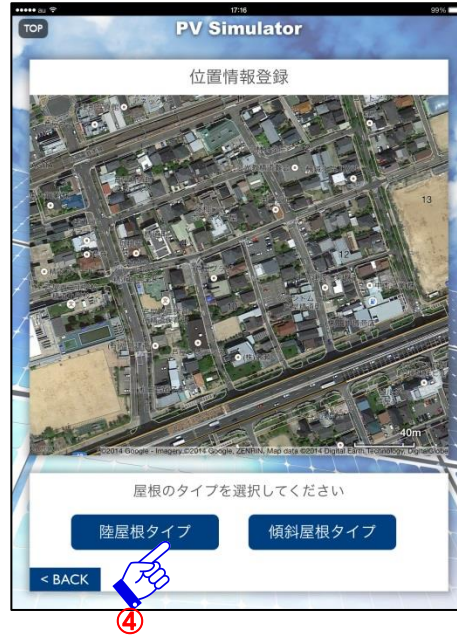 au 17:16 99%
TOP PV Simulator
位置情報登録
13
12
40m
©2014 Google - Imagery ©2014 Google, ZENRIN, Map data ©2014 Digital Earth Technology, DigitalGlobe
屋根のタイプを選択してください
陸屋根タイプ 傾斜屋根タイプ
< BACK
④